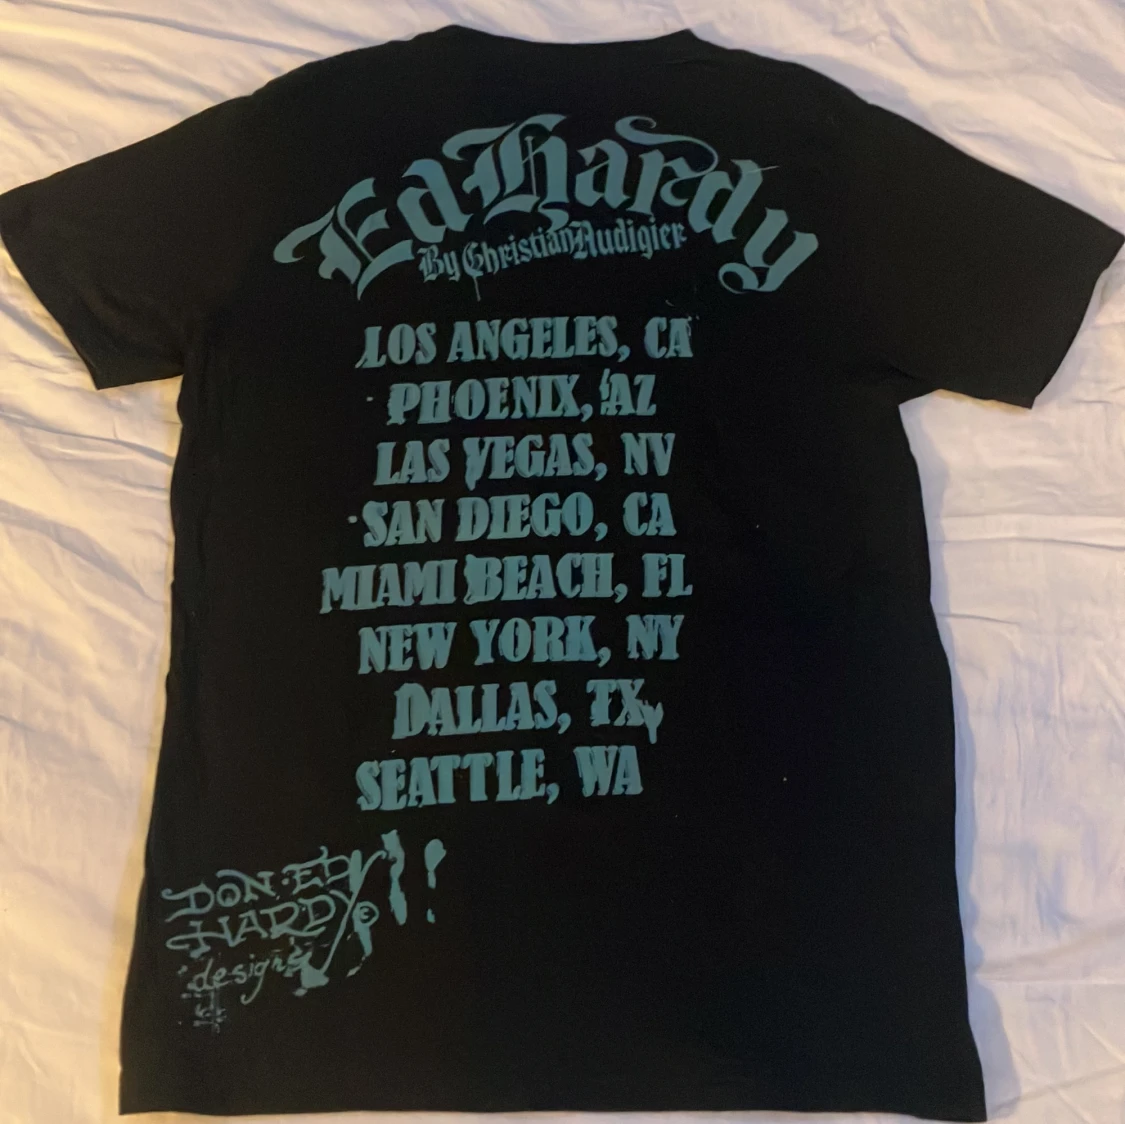 Ed Hardy
By Christian Audigier
LOS ANGELES, CA
PHOENIX, AZ
LAS VEGAS, NV
SAN DIEGO, CA
MIAMI BEACH, FL
NEW YORK, NY
DALLAS, TX
SEATTLE, WA
DON·ED
HARDY©
designs